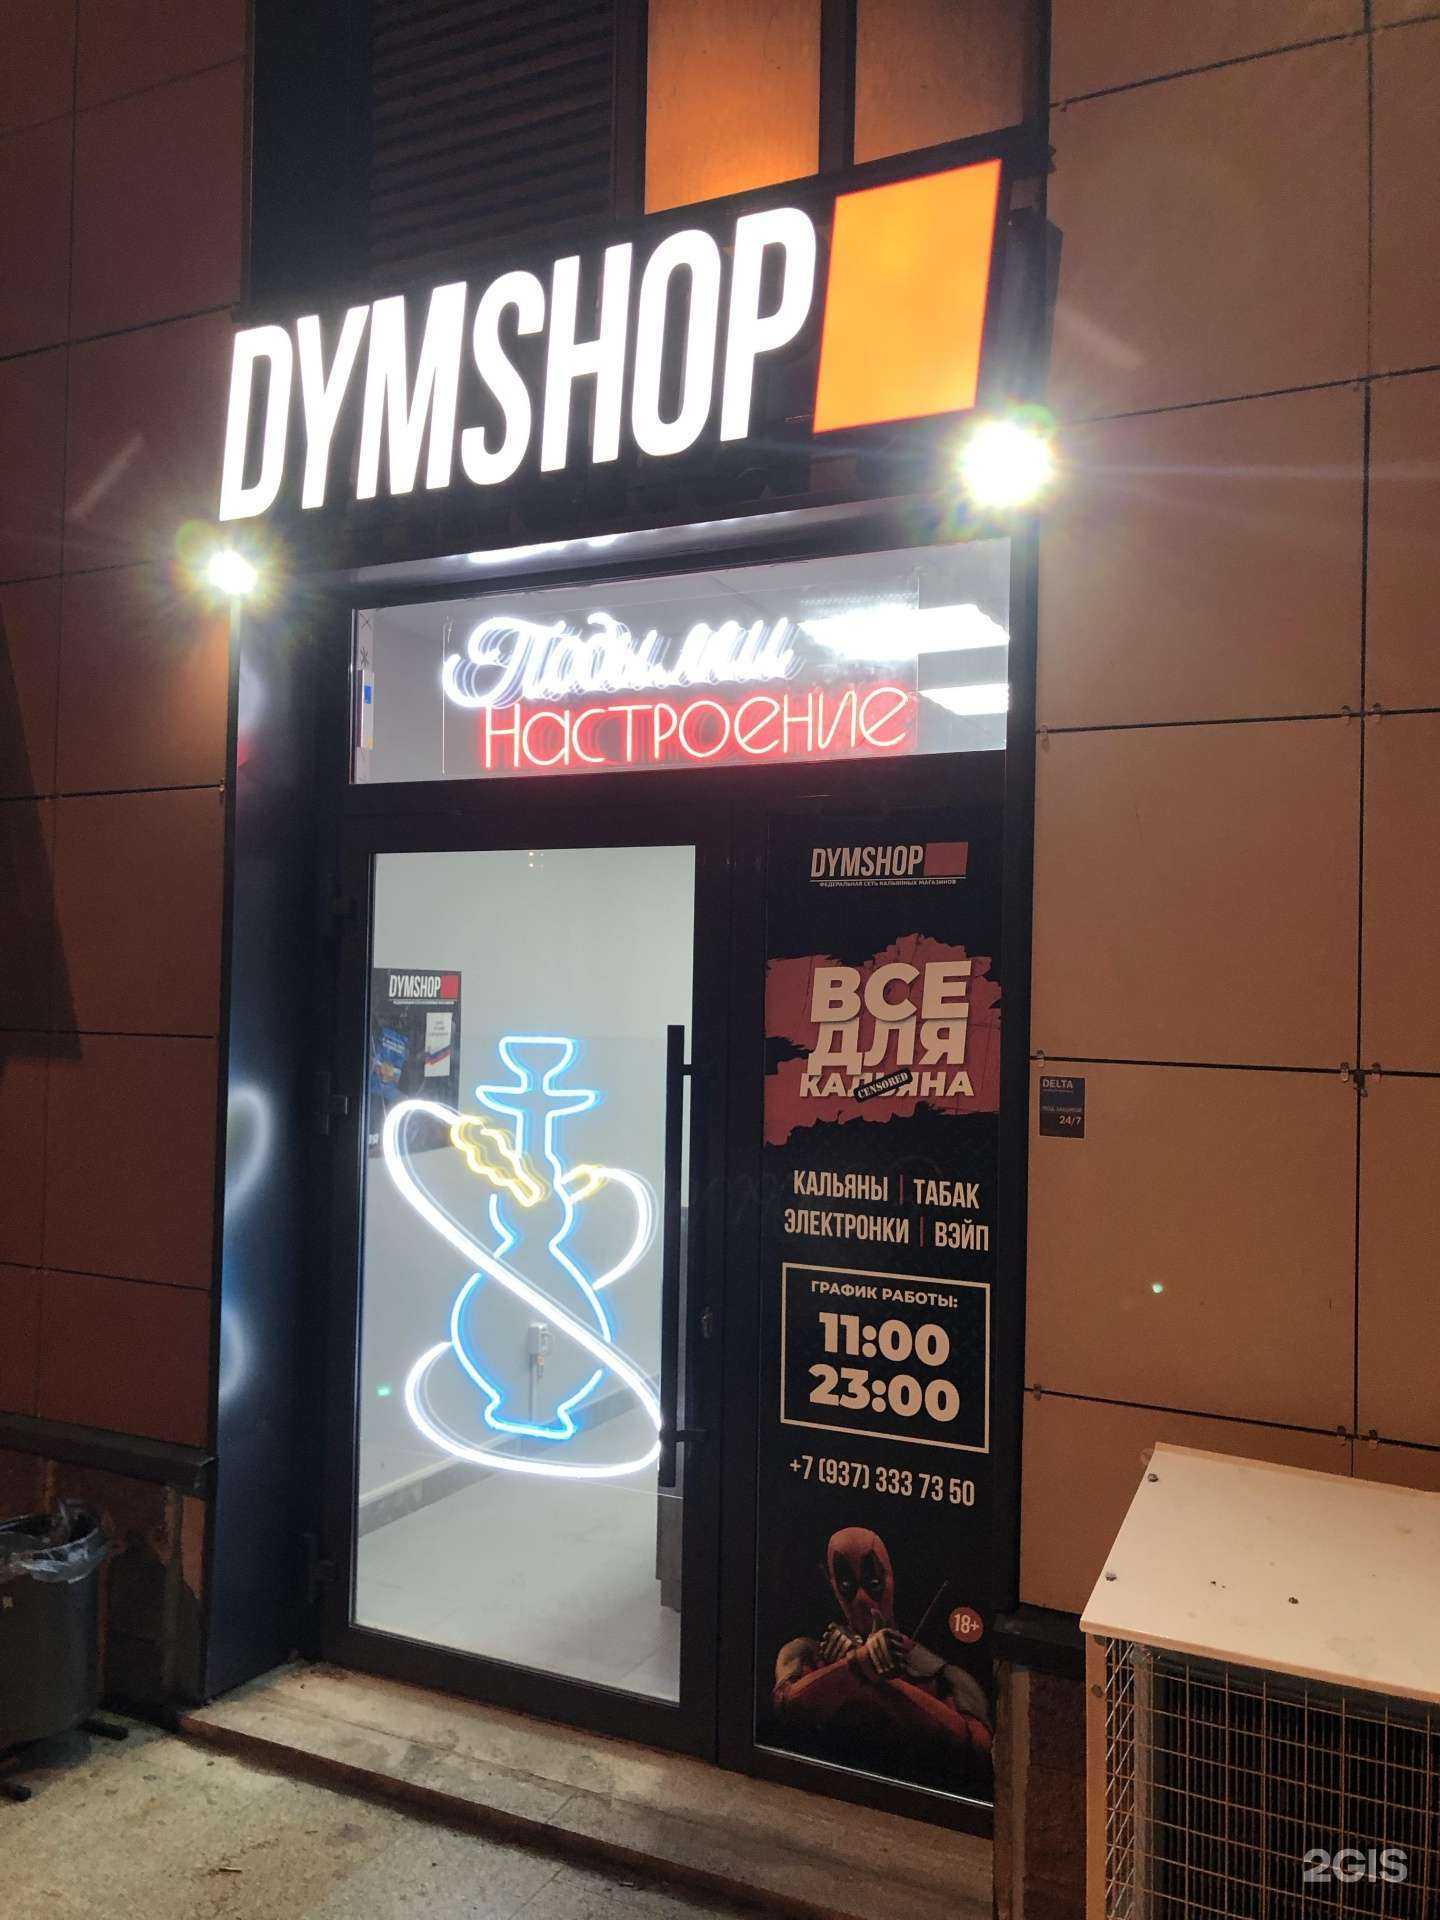 DYMSHOP
Подыми
Настроение
DYMSHOP
ФЕДЕРАЛЬНАЯ СЕТЬ КАЛЬЯННЫХ МАГАЗИНОВ
ВСЕ
ДЛЯ
КАЛЬЯНА
CENSORED
КАЛЬЯНЫ | ТАБАК
ЭЛЕКТРОНКИ | ВЭЙП
ГРАФИК РАБОТЫ:
11:00
23:00
+7 (937) 333 73 50
18+
DYMSHOP
DELTA
24/7
2GIS